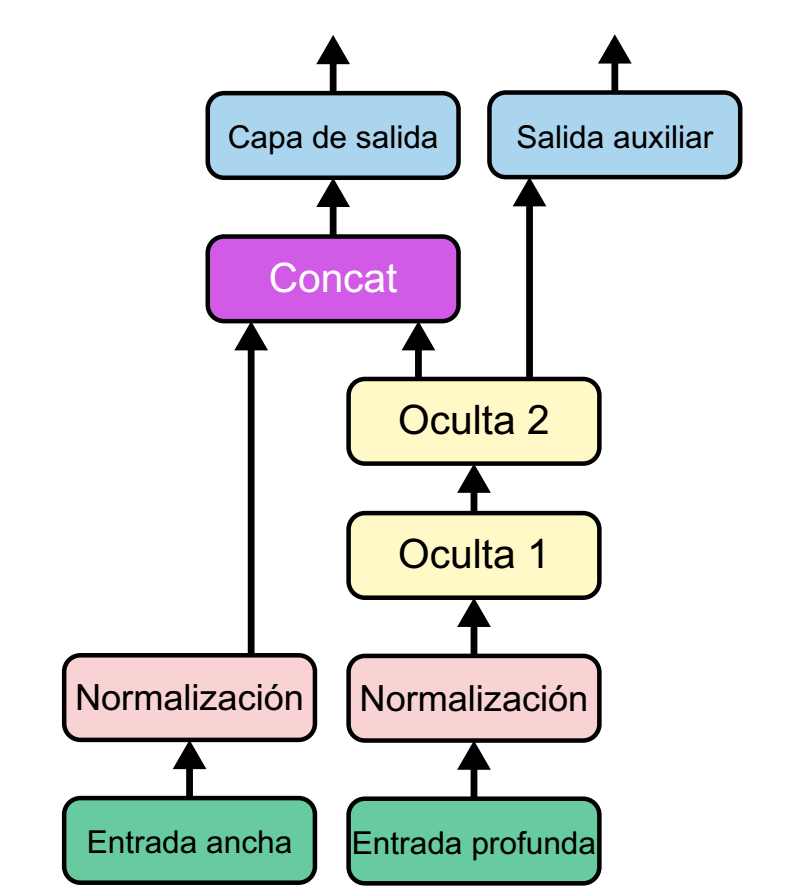 Capa de salida
Salida auxiliar
Concat
Oculta 2
Oculta 1
Normalización
Normalización
Entrada ancha
Entrada profunda